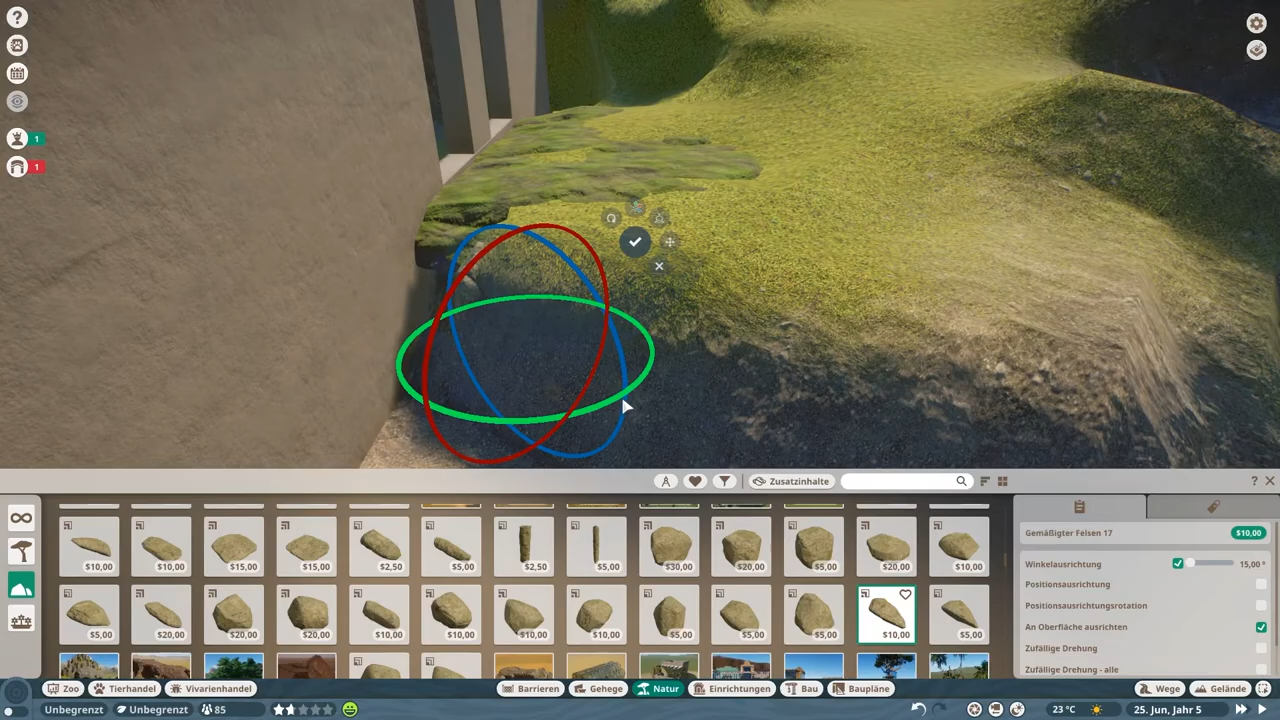 ?
1
1
Zusatzinhalte
? ×
$10,00 $10,00 $15,00 $15,00 $2,50 $5,00 $2,50 $5,00 $30,00 $20,00 $5,00 $20,00 $10,00
$5,00 $20,00 $20,00 $20,00 $10,00 $10,00 $10,00 $10,00 $5,00 $5,00 $5,00 $10,00 $5,00
Gemäßigter Felsen 17 $10,00
Winkelausrichtung 15,00 °
Positionsausrichtung
Positionsausrichtungsrotation
An Oberfläche ausrichten
Zufällige Drehung
Zufällige Drehung - alle
Zoo Tierhandel Vivarienhandel Barrieren Gehege Natur Einrichtungen Bau Baupläne Wege Gelände
Unbegrenzt Unbegrenzt 85 23 °C 25. Jun, Jahr 5